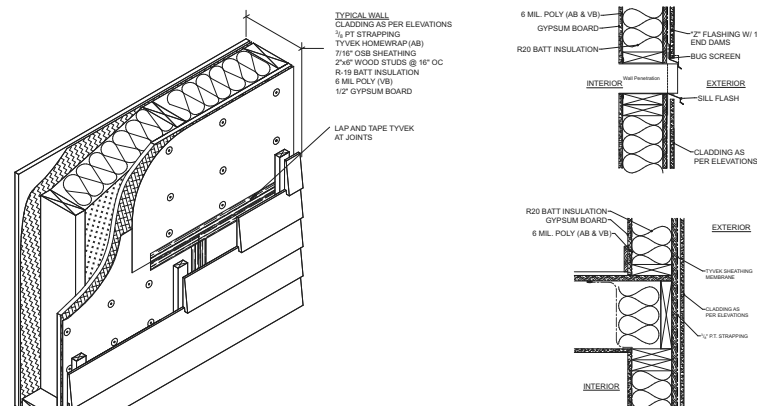 TYPICAL WALL
CLADDING AS PER ELEVATIONS
3/8 PT STRAPPING
TYVEK HOMEWRAP (AB)
7/16" OSB SHEATHING
2"x6" WOOD STUDS @ 16" OC
R-19 BATT INSULATION
6 MIL POLY (VB)
1/2" GYPSUM BOARD
LAP AND TAPE TYVEK
AT JOINTS
6 MIL. POLY (AB & VB)
GYPSUM BOARD
R20 BATT INSULATION
"Z" FLASHING W/ 1
END DAMS
BUG SCREEN
INTERIOR
Wall Penetration
EXTERIOR
SILL FLASH
CLADDING AS
PER ELEVATIONS
R20 BATT INSULATION
GYPSUM BOARD
6 MIL. POLY (AB & VB)
EXTERIOR
TYVEK SHEATHING
MEMBRANE
CLADDING AS
PER ELEVATIONS
P.T. STRAPPING
INTERIOR